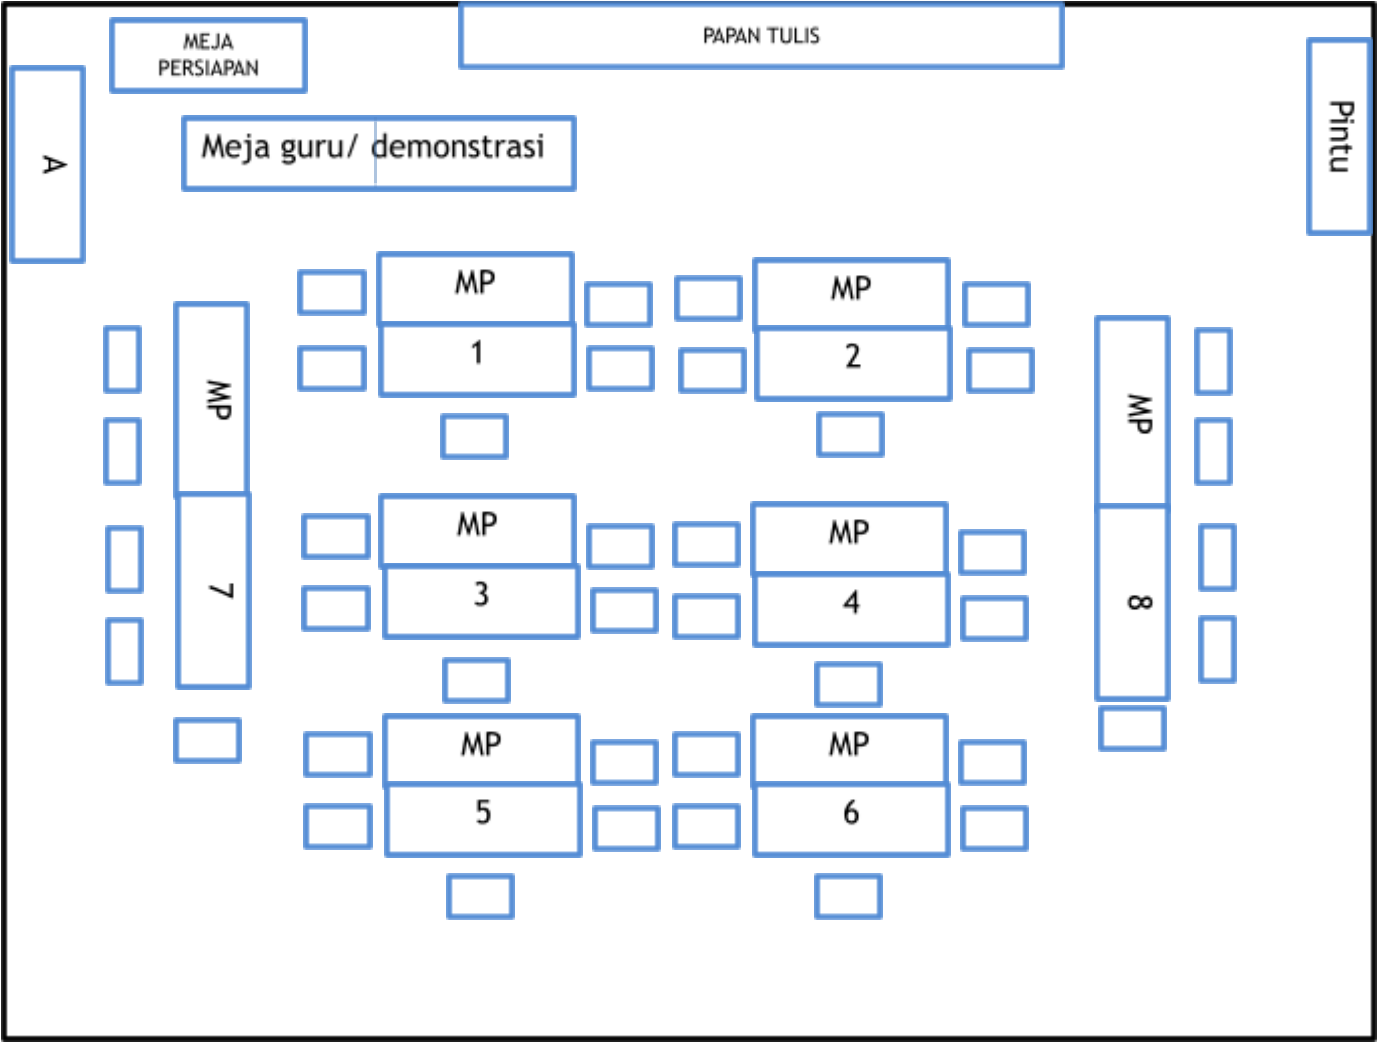 MEJA
PERSIAPAN
PAPAN TULIS
Pintu
A
Meja guru/ demonstrasi
MP
1
MP
2
MP
7
MP
8
MP
3
MP
4
MP
5
MP
6